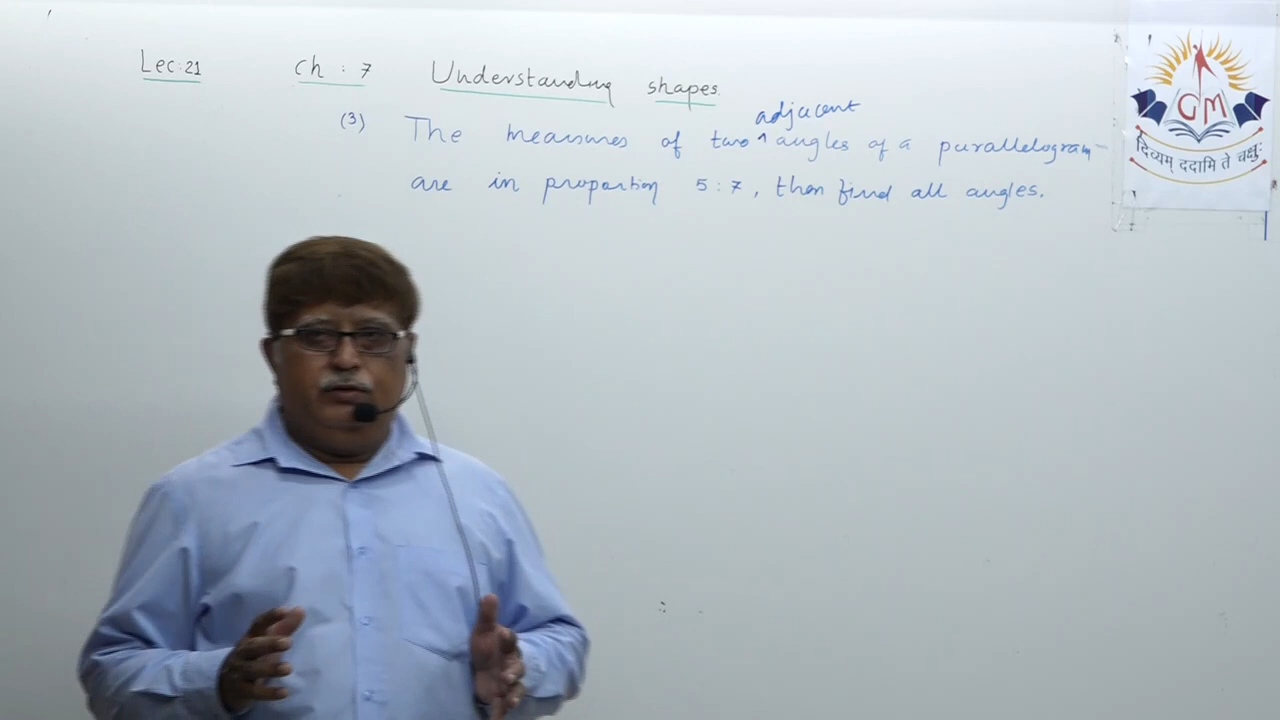 Lec:21 ch : 7 Understanding shapes.
adjacent
(3) The measures of two ^ angles of a parallelogram
are in proportion 5 : 7, then find all angles.
GM
दिव्यम् ददामि ते चक्षुः